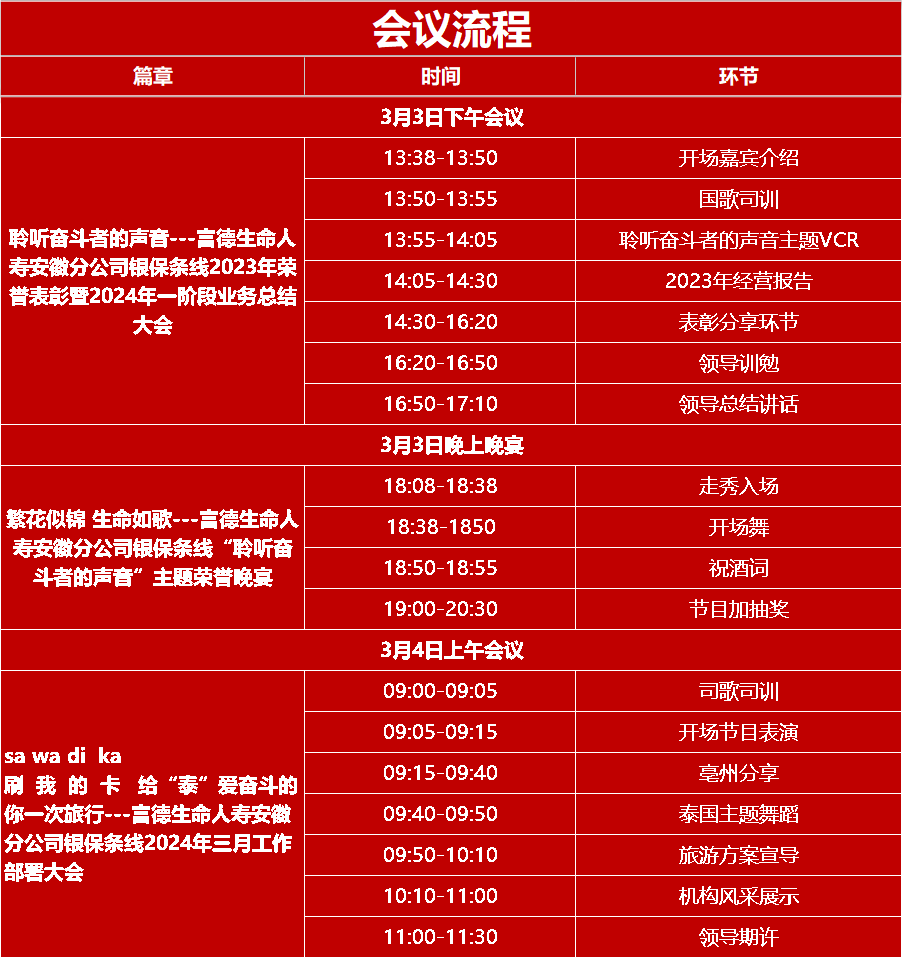 会议流程
篇章 时间 环节
3月3日下午会议
聆听奋斗者的声音---富德生命人
寿安徽分公司银保条线2023年荣
誉表彰暨2024年一阶段业务总结
大会
13:38-13:50 开场嘉宾介绍
13:50-13:55 国歌司训
13:55-14:05 聆听奋斗者的声音主题VCR
14:05-14:30 2023年经营报告
14:30-16:20 表彰分享环节
16:20-16:50 领导训勉
16:50-17:10 领导总结讲话
3月3日晚上晚宴
繁花似锦 生命如歌---富德生命人
寿安徽分公司银保条线“聆听奋
斗者的声音”主题荣誉晚宴
18:08-18:38 走秀入场
18:38-1850 开场舞
18:50-18:55 祝酒词
19:00-20:30 节目加抽奖
3月4日上午会议
sa wa di  ka
刷 我 的 卡 给“泰”爱奋斗的
你一次旅行---富德生命人寿安徽
分公司银保条线2024年三月工作
部署大会
09:00-09:05 司歌司训
09:05-09:15 开场节目表演
09:15-09:40 亳州分享
09:40-09:50 泰国主题舞蹈
09:50-10:10 旅游方案宣导
10:10-11:00 机构风采展示
11:00-11:30 领导期许